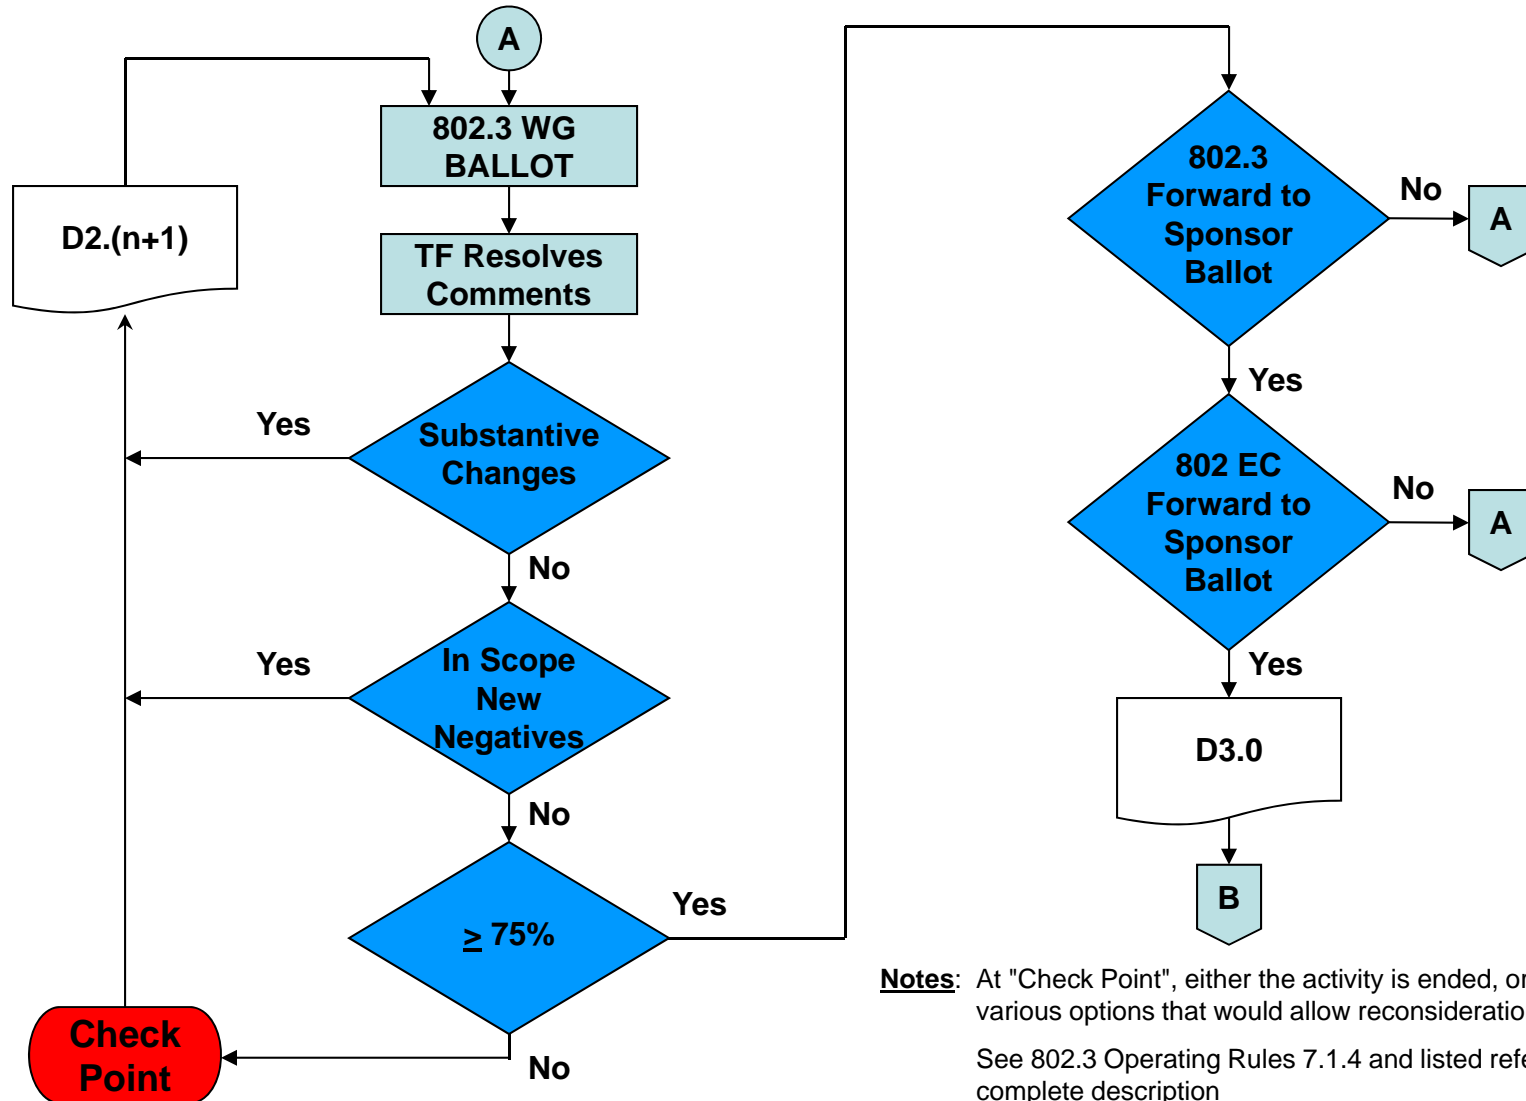 A
802.3 WG
BALLOT
D2.(n+1)
TF Resolves
Comments
Yes
Substantive
Changes
No
Yes
In Scope
New
Negatives
No
≥ 75%
Yes
No
Check
Point
802.3
Forward to
Sponsor
Ballot
No
A
Yes
802 EC
Forward to
Sponsor
Ballot
No
A
Yes
D3.0
B
Notes: At "Check Point", either the activity is ended, or
various options that would allow
See 802.3 Operating Rules 7.1.4 and listed
complete description